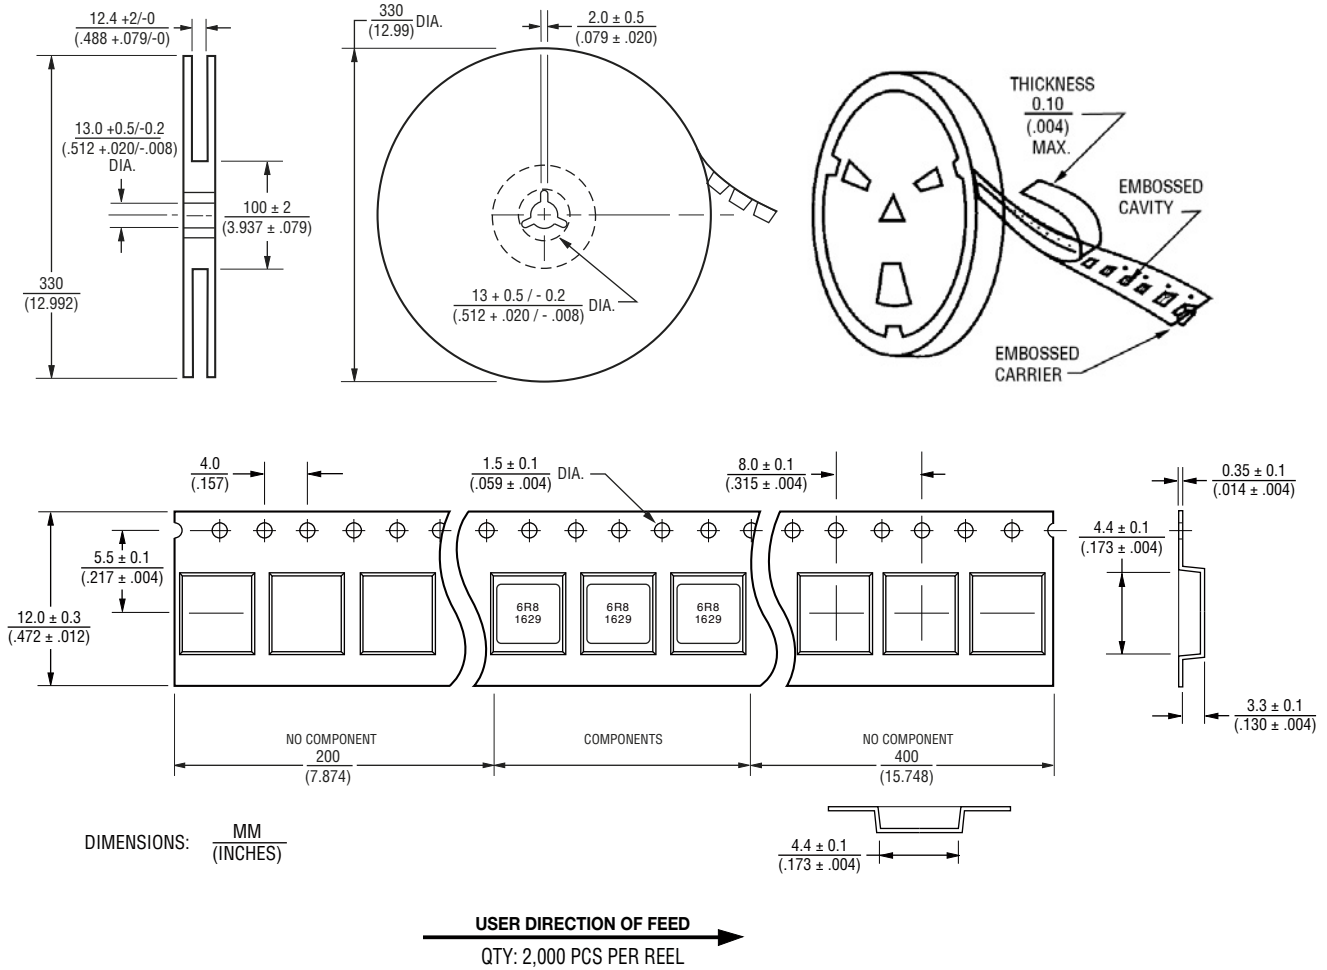 12.4 +2/-0
(.488 +.079/-0)
330
(12.99)
DIA.
2.0 ± 0.5
(.079 ± .020)
13.0 +0.5/-0.2
(.512 +.020/-.008)
DIA.
100 ± 2
(3.937 ± .079)
330
(12.992)
13 + 0.5 / - 0.2
(.512 + .020 / - .008)
DIA.
THICKNESS
0.10
(.004)
MAX.
EMBOSSED
CAVITY
EMBOSSED
CARRIER
4.0
(.157)
1.5 ± 0.1
(.059 ± .004)
DIA.
8.0 ± 0.1
(.315 ± .004)
0.35 ± 0.1
(.014 ± .004)
5.5 ± 0.1
(.217 ± .004)
4.4 ± 0.1
(.173 ± .004)
12.0 ± 0.3
(.472 ± .012)
6R8
1629
6R8
1629
6R8
1629
3.3 ± 0.1
(.130 ± .004)
NO COMPONENT
200
(7.874)
COMPONENTS
NO COMPONENT
400
(15.748)
DIMENSIONS:
MM
(INCHES)
4.4 ± 0.1
(.173 ± .004)
USER DIRECTION OF FEED
QTY: 2,000 PCS PER REEL